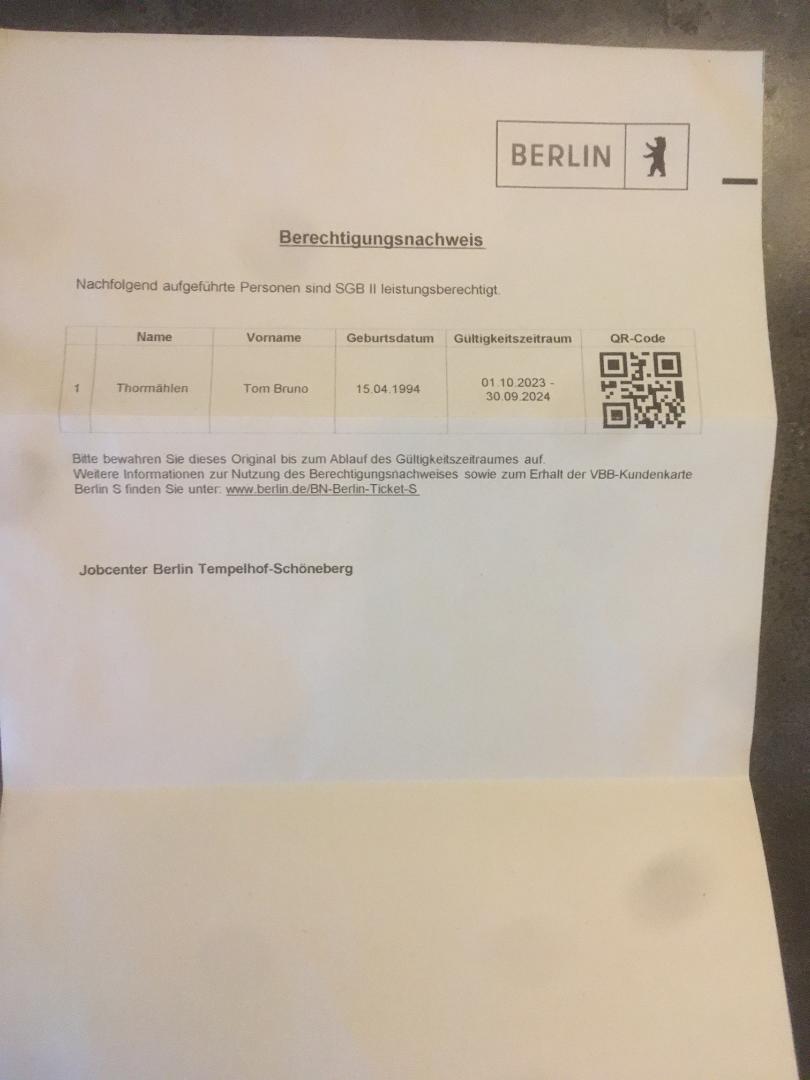 BERLIN
Berechtigungsnachweis
Nachfolgend aufgeführte Personen sind SGB II leistungsberechtigt.
Name Vorname Geburtsdatum Gültigkeitszeitraum QR-Code
1 Thormählen Tom Bruno 15.04.1994 01.10.2023 -
30.09.2024
Bitte bewahren Sie dieses Original bis zum Ablauf des Gültigkeitszeitraumes auf.
Weitere Informationen zur Nutzung des Berechtigungsnachweises sowie zum Erhalt der VBB-Kundenkarte
Berlin S finden Sie unter: www.berlin.de/BN-Berlin-Ticket-S
Jobcenter Berlin Tempelhof-Schöneberg